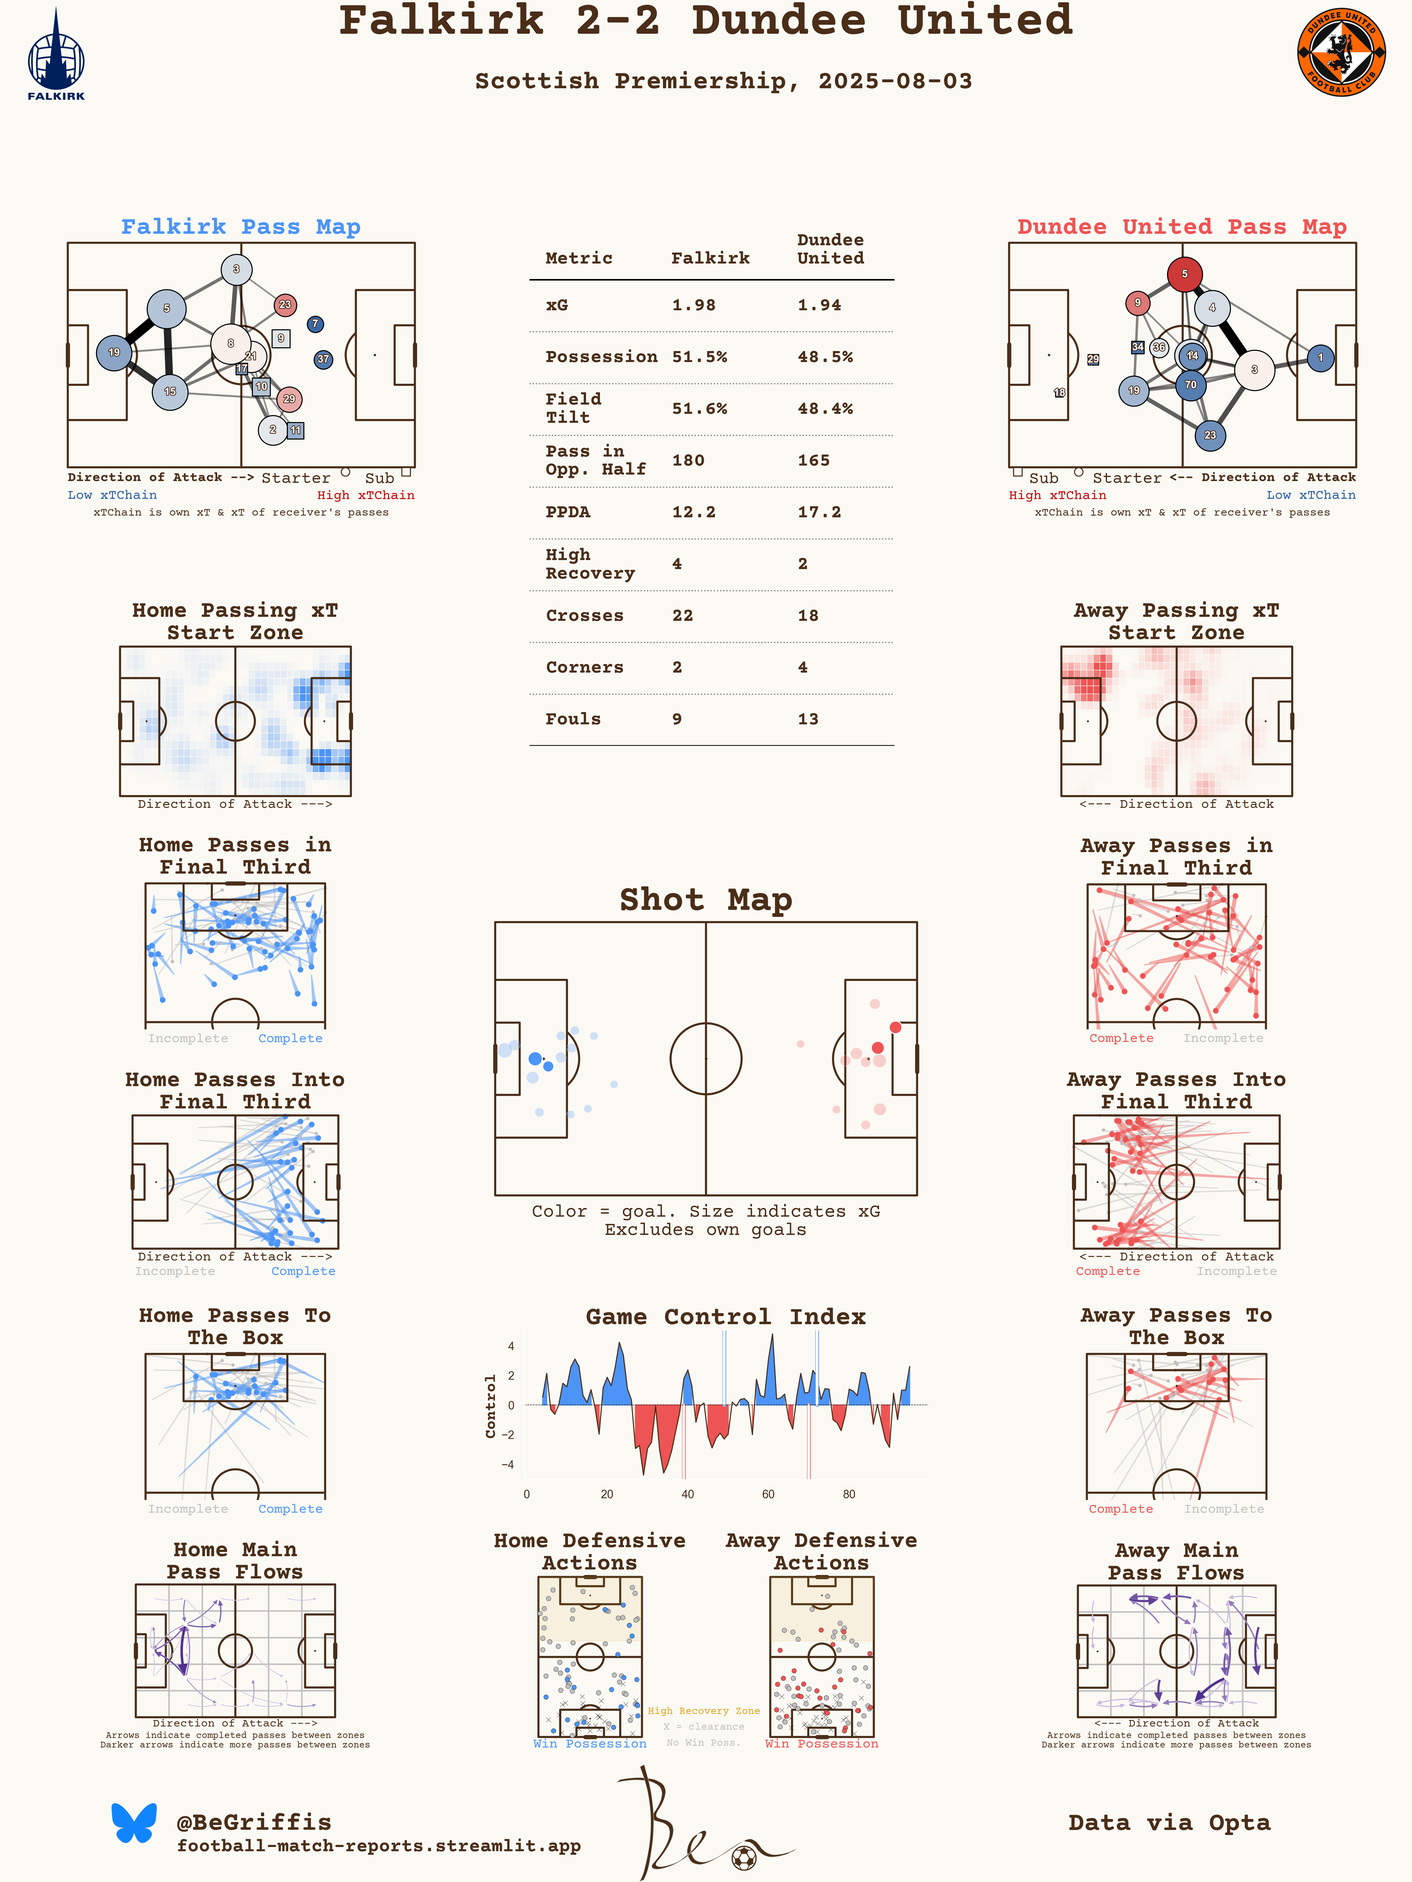 Falkirk 2-2 Dundee United
Scottish Premiership, 2025-08-03
FALKIRK
DUNDEE UNITED
FOOTBALL CLUB
Falkirk Pass Map
3
5
23
7
8
21
9
19
37
17
10
15
29
2
11
Direction of Attack --> Starter Sub
Low xTChain High xTChain
xTChain is own xT & xT of receiver's passes
Metric Falkirk Dundee United
xG 1.98 1.94
Possession 51.5% 48.5%
Field Tilt 51.6% 48.4%
Pass in Opp. Half 180 165
PPDA 12.2 17.2
High Recovery 4 2
Crosses 22 18
Corners 2 4
Fouls 9 13
Dundee United Pass Map
5
9
4
34
36
14
29
1
3
18
19
70
23
Sub Starter <-- Direction of Attack
High xTChain Low xTChain
xTChain is own xT & xT of receiver's passes
Home Passing xT
Start Zone
Direction of Attack --->
Away Passing xT
Start Zone
<--- Direction of Attack
Home Passes in
Final Third
Incomplete Complete
Away Passes in
Final Third
Complete Incomplete
Shot Map
Color = goal. Size indicates xG
Excludes own goals
Home Passes Into
Final Third
Direction of Attack --->
Incomplete Complete
Away Passes Into
Final Third
<--- Direction of Attack
Complete Incomplete
Home Passes To
The Box
Incomplete Complete
Game Control Index
Control
4
2
0
−2
−4
0 20 40 60 80
Away Passes To
The Box
Complete Incomplete
Home Main
Pass Flows
Direction of Attack --->
Arrows indicate completed passes between zones
Darker arrows indicate more passes between zones
Home Defensive
Actions
Win Possession
High Recovery Zone
X = clearance
No Win Poss.
Away Defensive
Actions
Win Possession
Away Main
Pass Flows
<--- Direction of Attack
Arrows indicate completed passes between zones
Darker arrows indicate more passes between zones
@BeGriffis
football-match-reports.streamlit.app
Ben
Data via Opta